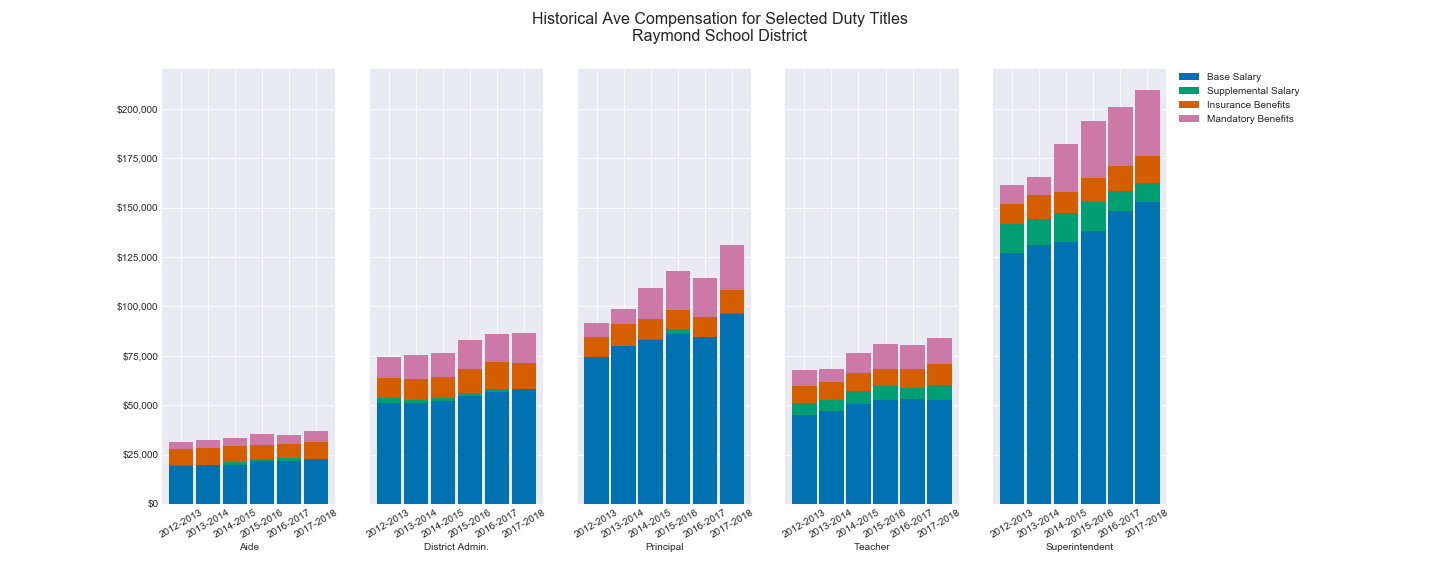 Historical Ave Compensation for Selected Duty Titles
Raymond School District
Base Salary
Supplemental Salary
Insurance Benefits
Mandatory Benefits
$200,000
$175,000
$150,000
$125,000
$100,000
$75,000
$50,000
$25,000
$0
2012-2013 2013-2014 2014-2015 2015-2016 2016-2017 2017-2018
Aide
2012-2013 2013-2014 2014-2015 2015-2016 2016-2017 2017-2018
District Admin.
2012-2013 2013-2014 2014-2015 2015-2016 2016-2017 2017-2018
Principal
2012-2013 2013-2014 2014-2015 2015-2016 2016-2017 2017-2018
Teacher
2012-2013 2013-2014 2014-2015 2015-2016 2016-2017 2017-2018
Superintendent